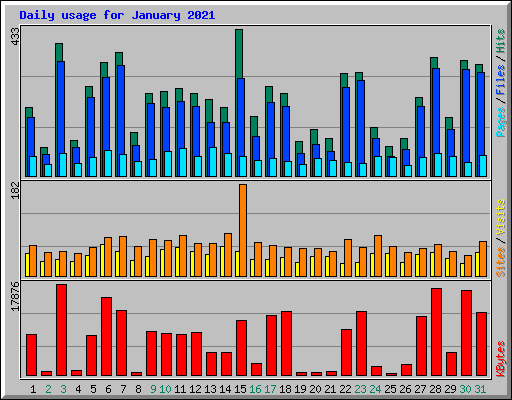 Daily usage for January 2021
433
Pages / Files / Hits
182
Sites / Visits
17876
KBytes
1 2 3 4 5 6 7 8 9 10 11 12 13 14 15 16 17 18 19 20 21 22 23 24 25 26 27 28 29 30 31